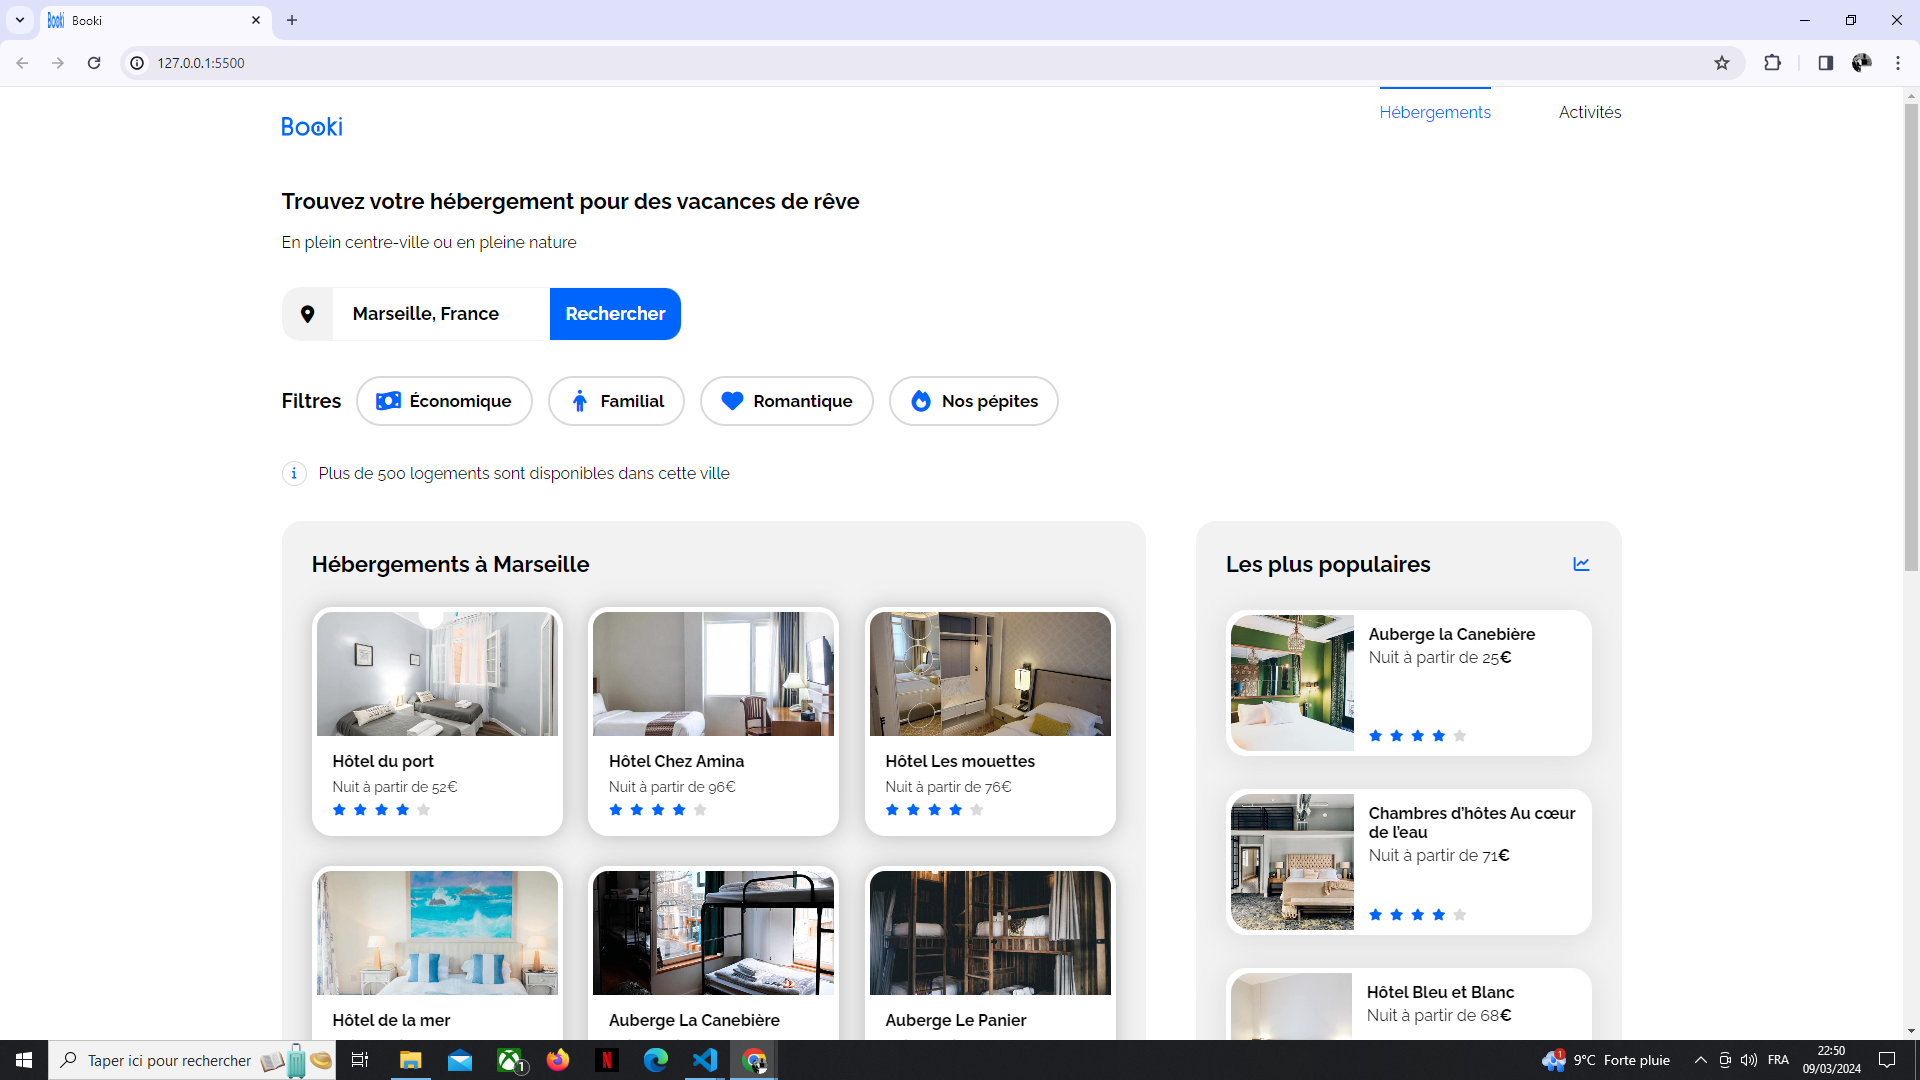 Booki
Booki
127.0.0.1:5500
Hébergements
Activités
Booki
Trouvez votre hébergement pour des vacances de rêve
En plein centre-ville ou en pleine nature
Marseille, France
Rechercher
Filtres
Économique
Familial
Romantique
Nos pépites
Plus de 500 logements sont disponibles dans cette ville
Hébergements à Marseille
Hôtel du port
Nuit à partir de 52€
Hôtel Chez Amina
Nuit à partir de 96€
Hôtel Les mouettes
Nuit à partir de 76€
Hôtel de la mer
Auberge La Canebière
Auberge Le Panier
Les plus populaires
Auberge la Canebière
Nuit à partir de 25€
Chambres d’hôtes Au cœur
de l’eau
Nuit à partir de 71€
Hôtel Bleu et Blanc
Nuit à partir de 68€
Taper ici pour rechercher
1
N
1
9°C Forte pluie
FRA
22:50
09/03/2024